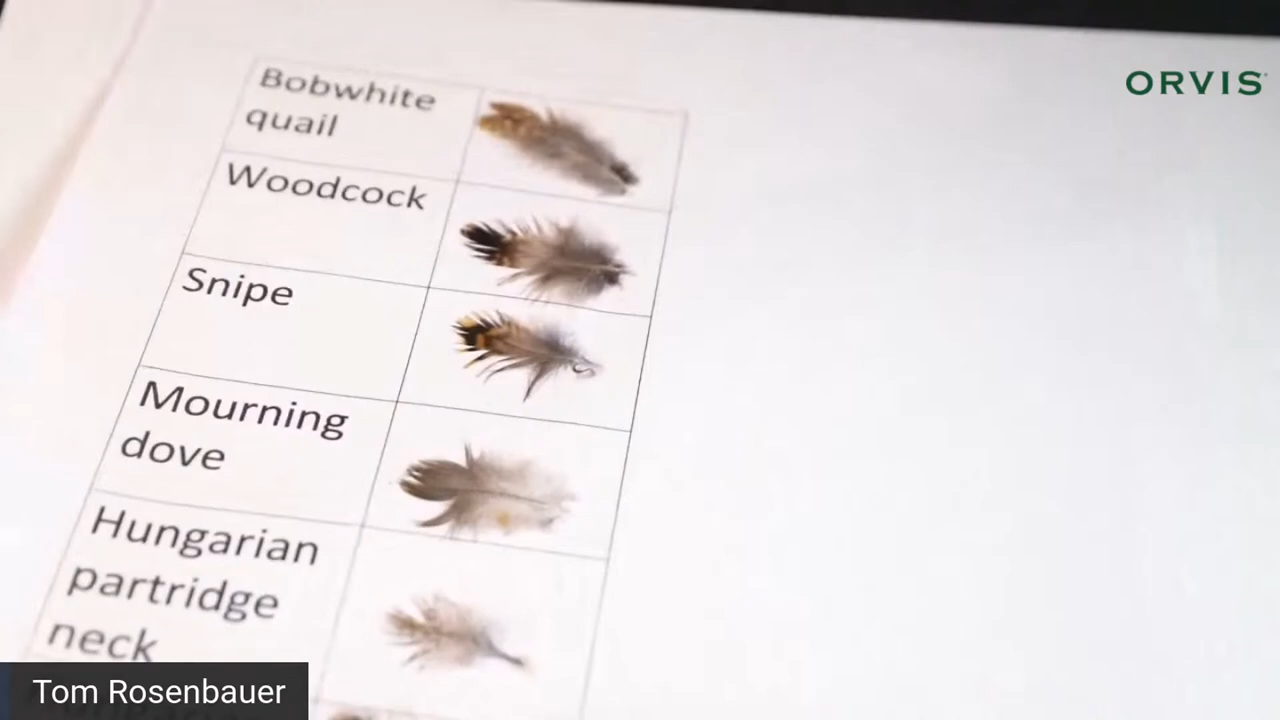 ORVIS
Bobwhite
quail
Woodcock
Snipe
Mourning
dove
Hungarian
partridge
neck
Tom Rosenbauer